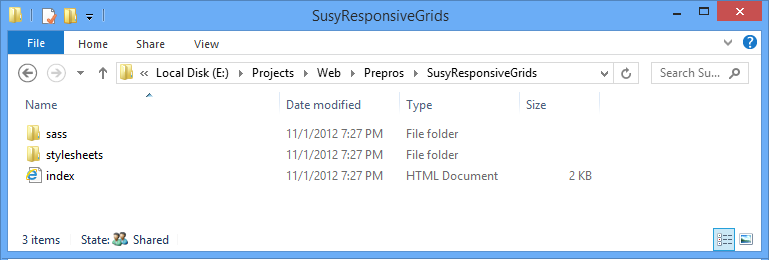 SusyResponsiveGrids
File Home Share View
« Local Disk (E:) Projects Web Prepros SusyResponsiveGrids Search Su...
Name Date modified Type Size
sass 11/1/2012 7:27 PM File folder
stylesheets 11/1/2012 7:27 PM File folder
index 11/1/2012 7:27 PM HTML Document 2 KB
3 items State: Shared